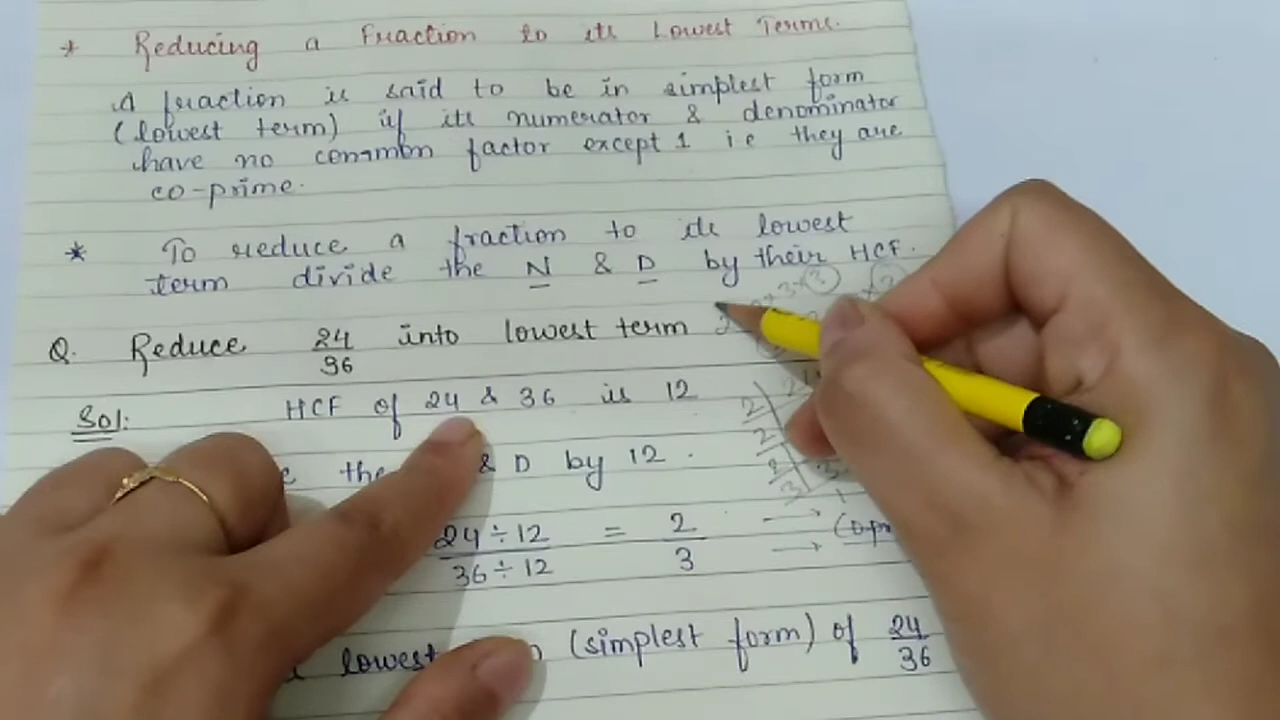 * Reducing a Fraction to its Lowest Terms.
A fraction is said to be in simplest form
(lowest term) if its numerator & denominator
have no common factor except 1 i e they are
co-prime.
* To reduce a fraction to its lowest
term divide the N & D by their HCF.
Q. Reduce 24/36 into lowest term
Sol: HCF of 24 & 36 is 12
the & D by 12.
24 ÷ 12 / 36 ÷ 12 = 2/3 → →
lowest (simplest form) of 24/36